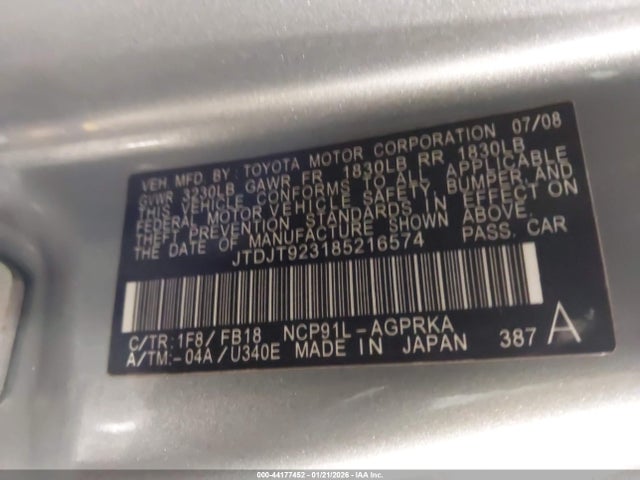 VEH. MFD. BY: TOYOTA MOTOR CORPORATION 07/08
GVWR 3230LB GAWR FR 1830LB RR 1830LB
THIS VEHICLE CONFORMS TO ALL APPLICABLE
FEDERAL MOTOR VEHICLE SAFETY, BUMPER, AND
THEFT PREVENTION STANDARDS IN EFFECT ON
THE DATE OF MANUFACTURE SHOWN ABOVE.
JTDJT923185216574 PASS. CAR
C/TR: 1F8/FB18 NCP91L-AGPRKA
A/TM: -04A/U340E MADE IN JAPAN 387 A
000-44177452 - 01/21/2026 - IAA Inc.